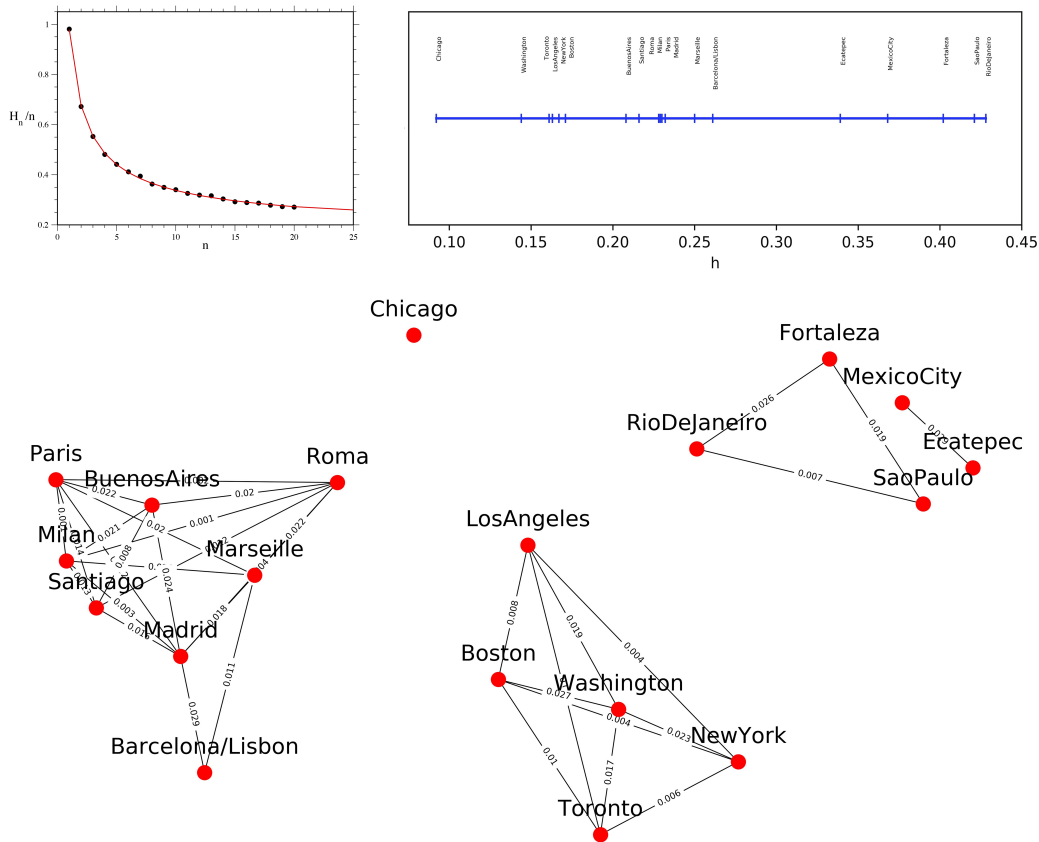 1
0.8
0.6
0.4
0.2
H_n/n
0
5
10
15
20
25
n
Chicago
Washington
Toronto
LosAngeles
NewYork
Boston
BuenosAires
Santiago
Roma
Milan
Paris
Madrid
Marseille
Barcelona/Lisbon
Ecatepec
MexicoCity
Fortaleza
SaoPaulo
RioDeJaneiro
0.10
0.15
0.20
0.25
0.30
0.35
0.40
0.45
h
Chicago
Fortaleza
MexicoCity
0.026
RioDeJaneiro
0.019
Ecatepec
0.007
SaoPaulo
Paris
Roma
BuenosAires
0.022
0.02
LosAngeles
0.001
0.02
0.021
Milan
Marseille
0.022
0.008
Santiago
0.024
0.003
0.018
Madrid
0.011
0.029
Barcelona/Lisbon
0.008
0.019
0.004
Boston
Washington
0.027
0.004
0.023
NewYork
0.01
0.017
0.006
Toronto